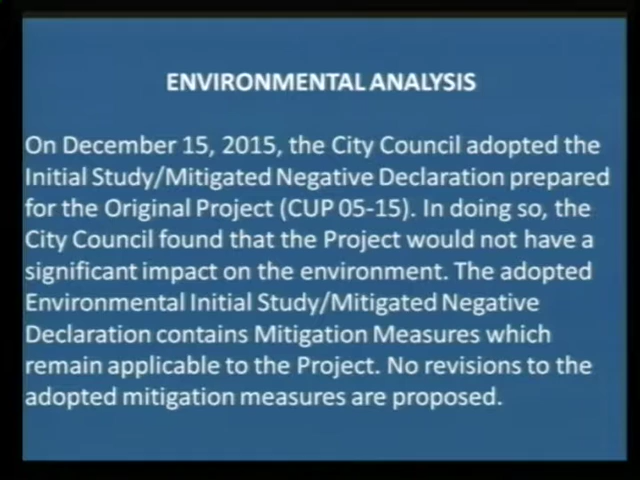 ENVIRONMENTAL ANALYSIS
On December 15, 2015, the City Council adopted the
Initial Study/Mitigated Negative Declaration prepared
for the Original Project (CUP 05-15). In doing so, the
City Council found that the Project would not have a
significant impact on the environment. The adopted
Environmental Initial Study/Mitigated Negative
Declaration contains Mitigation Measures which
remain applicable to the Project. No revisions to the
adopted mitigation measures are proposed.